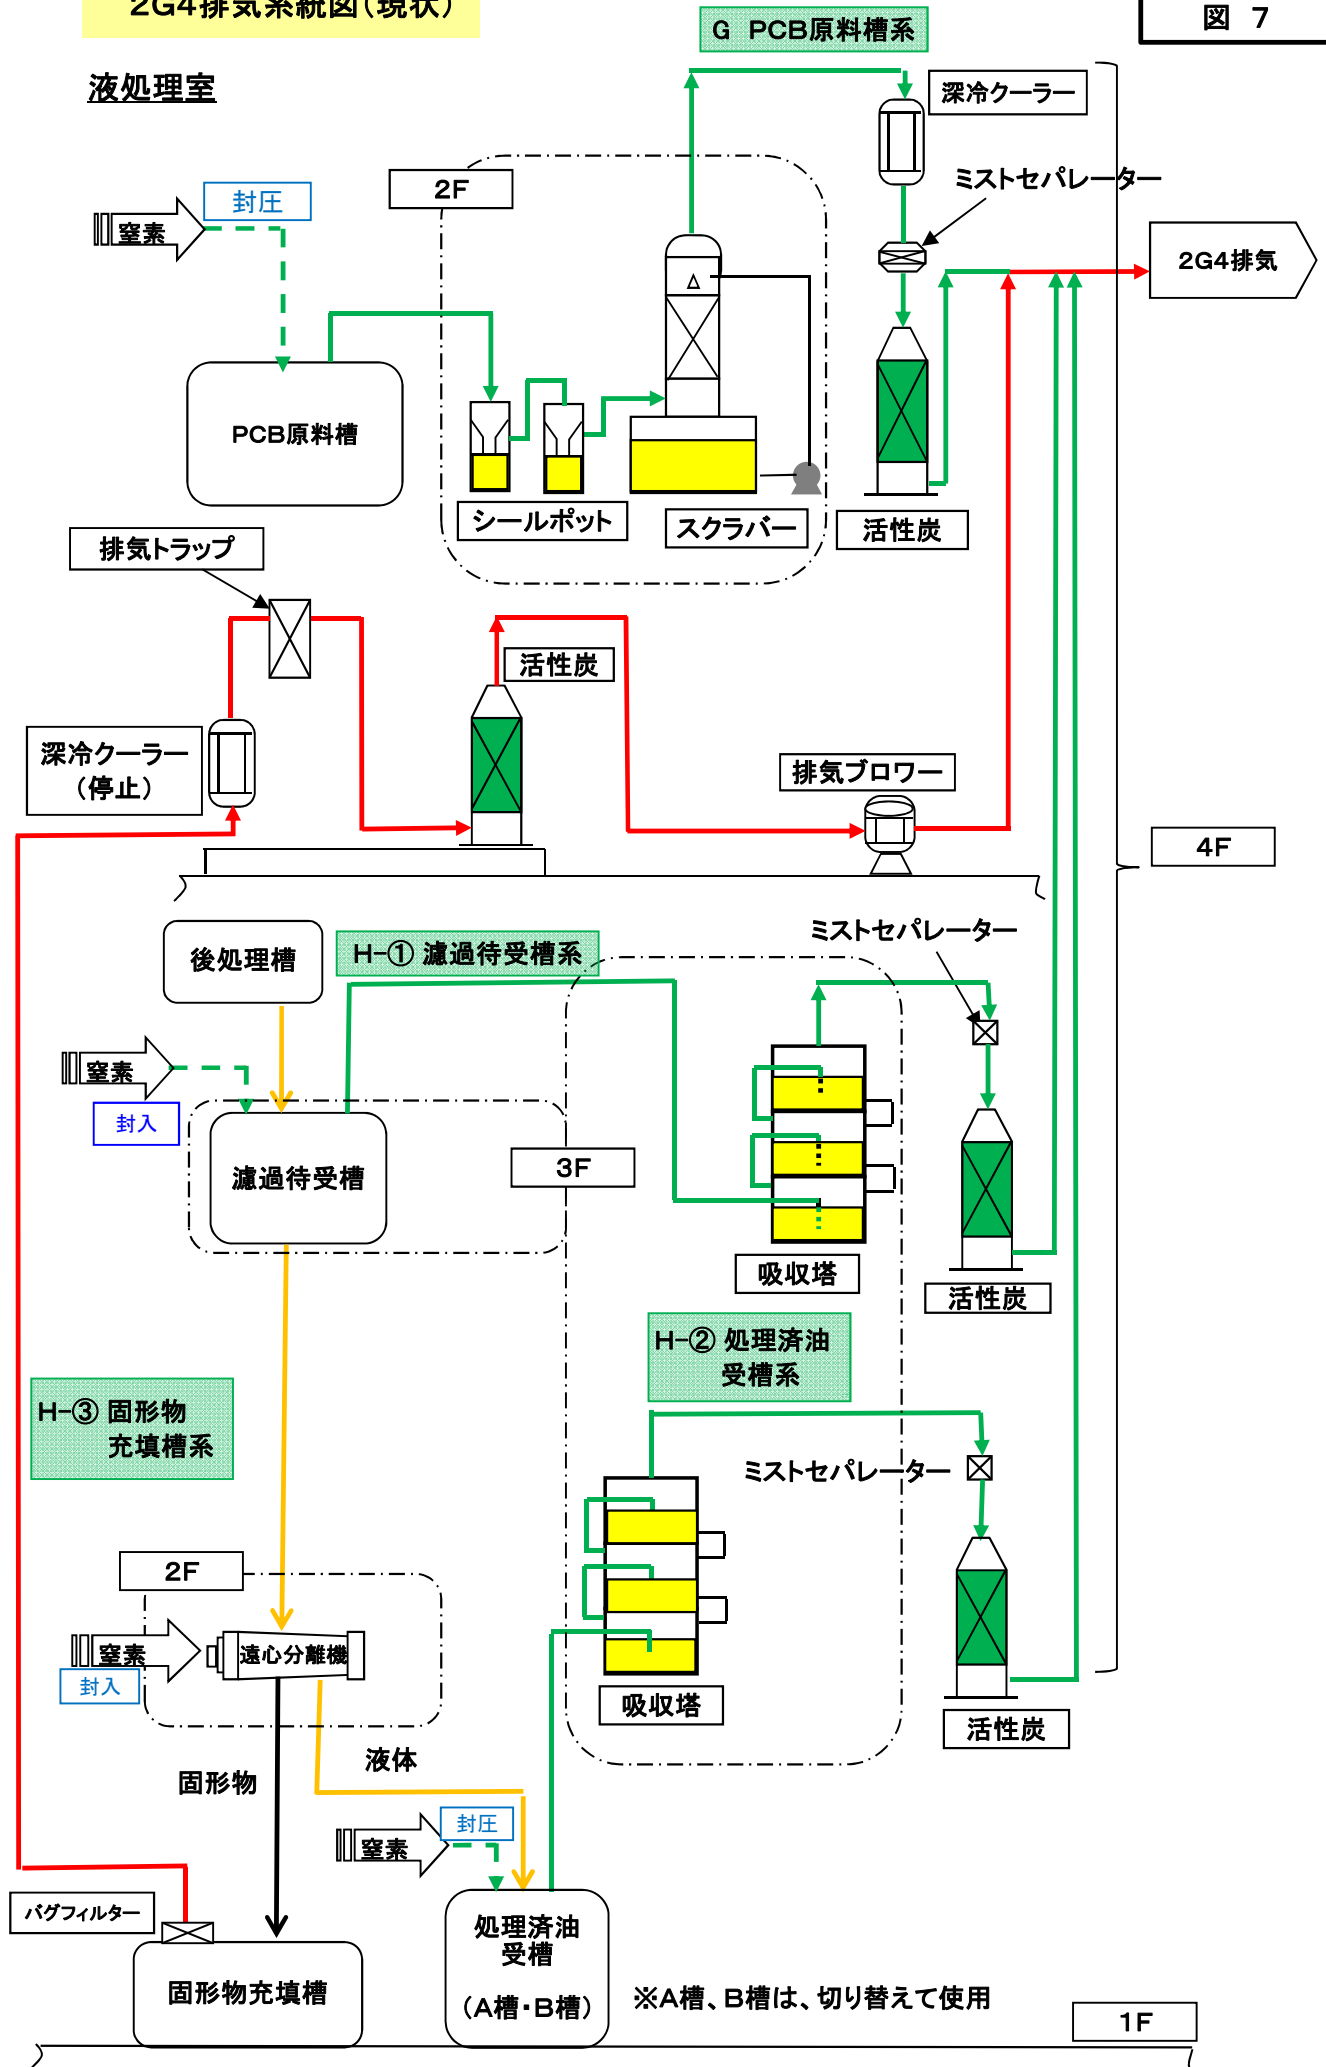 2G4排気系統図(現状)
図 7
G PCB原料槽系
液処理室
深冷クーラー
2F
ミストセパレーター
封圧
窒素
2G4排気
PCB原料槽
シールポット
スクラバー
活性炭
排気トラップ
活性炭
深冷クーラー
(停止)
排気ブロワー
4F
後処理槽
H-① 濾過待受槽系
ミストセパレーター
窒素
封入
濾過待受槽
3F
吸収塔
活性炭
H-② 処理済油
受槽系
H-③ 固形物
充填槽系
ミストセパレーター
2F
窒素
遠心分離機
封入
吸収塔
活性炭
液体
固形物
封圧
窒素
バグフィルター
処理済油
受槽
(A槽・B槽)
固形物充填槽
※A槽、B槽は、切り替えて使用
1F